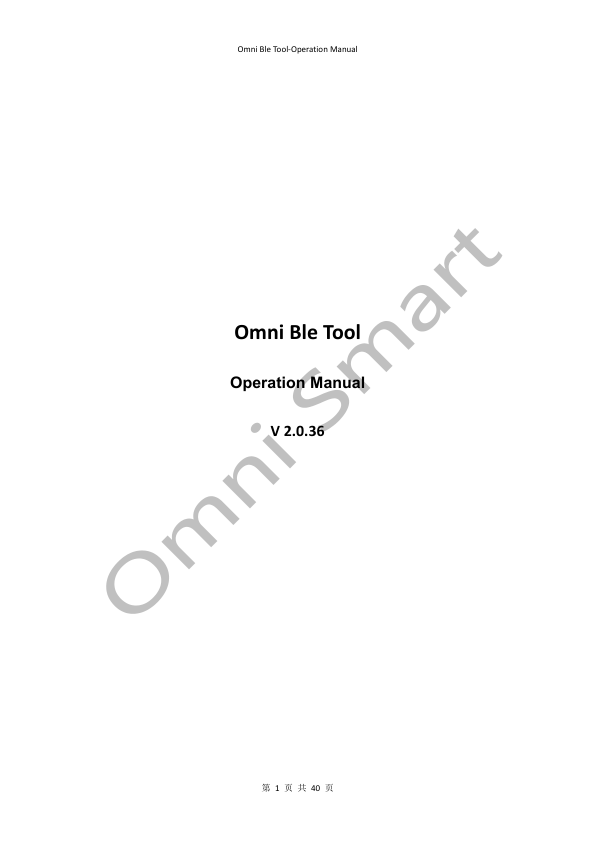 Omni Ble Tool-Operation Manual
Omni Ble Tool
Operation Manual
V 2.0.36
Omni Smart
第 1 页 共 40 页